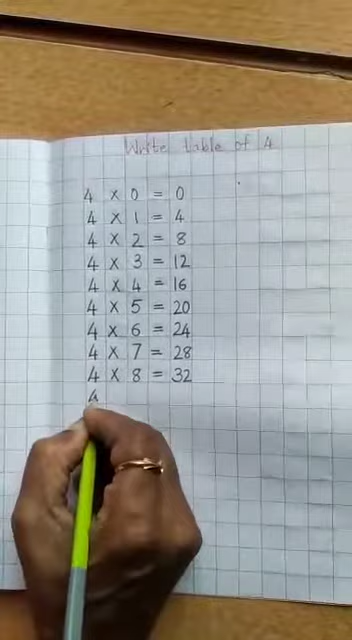 Write table of 4
4 × 0 = 0
4 × 1 = 4
4 × 2 = 8
4 × 3 = 12
4 × 4 = 16
4 × 5 = 20
4 × 6 = 24
4 × 7 = 28
4 × 8 = 32
4